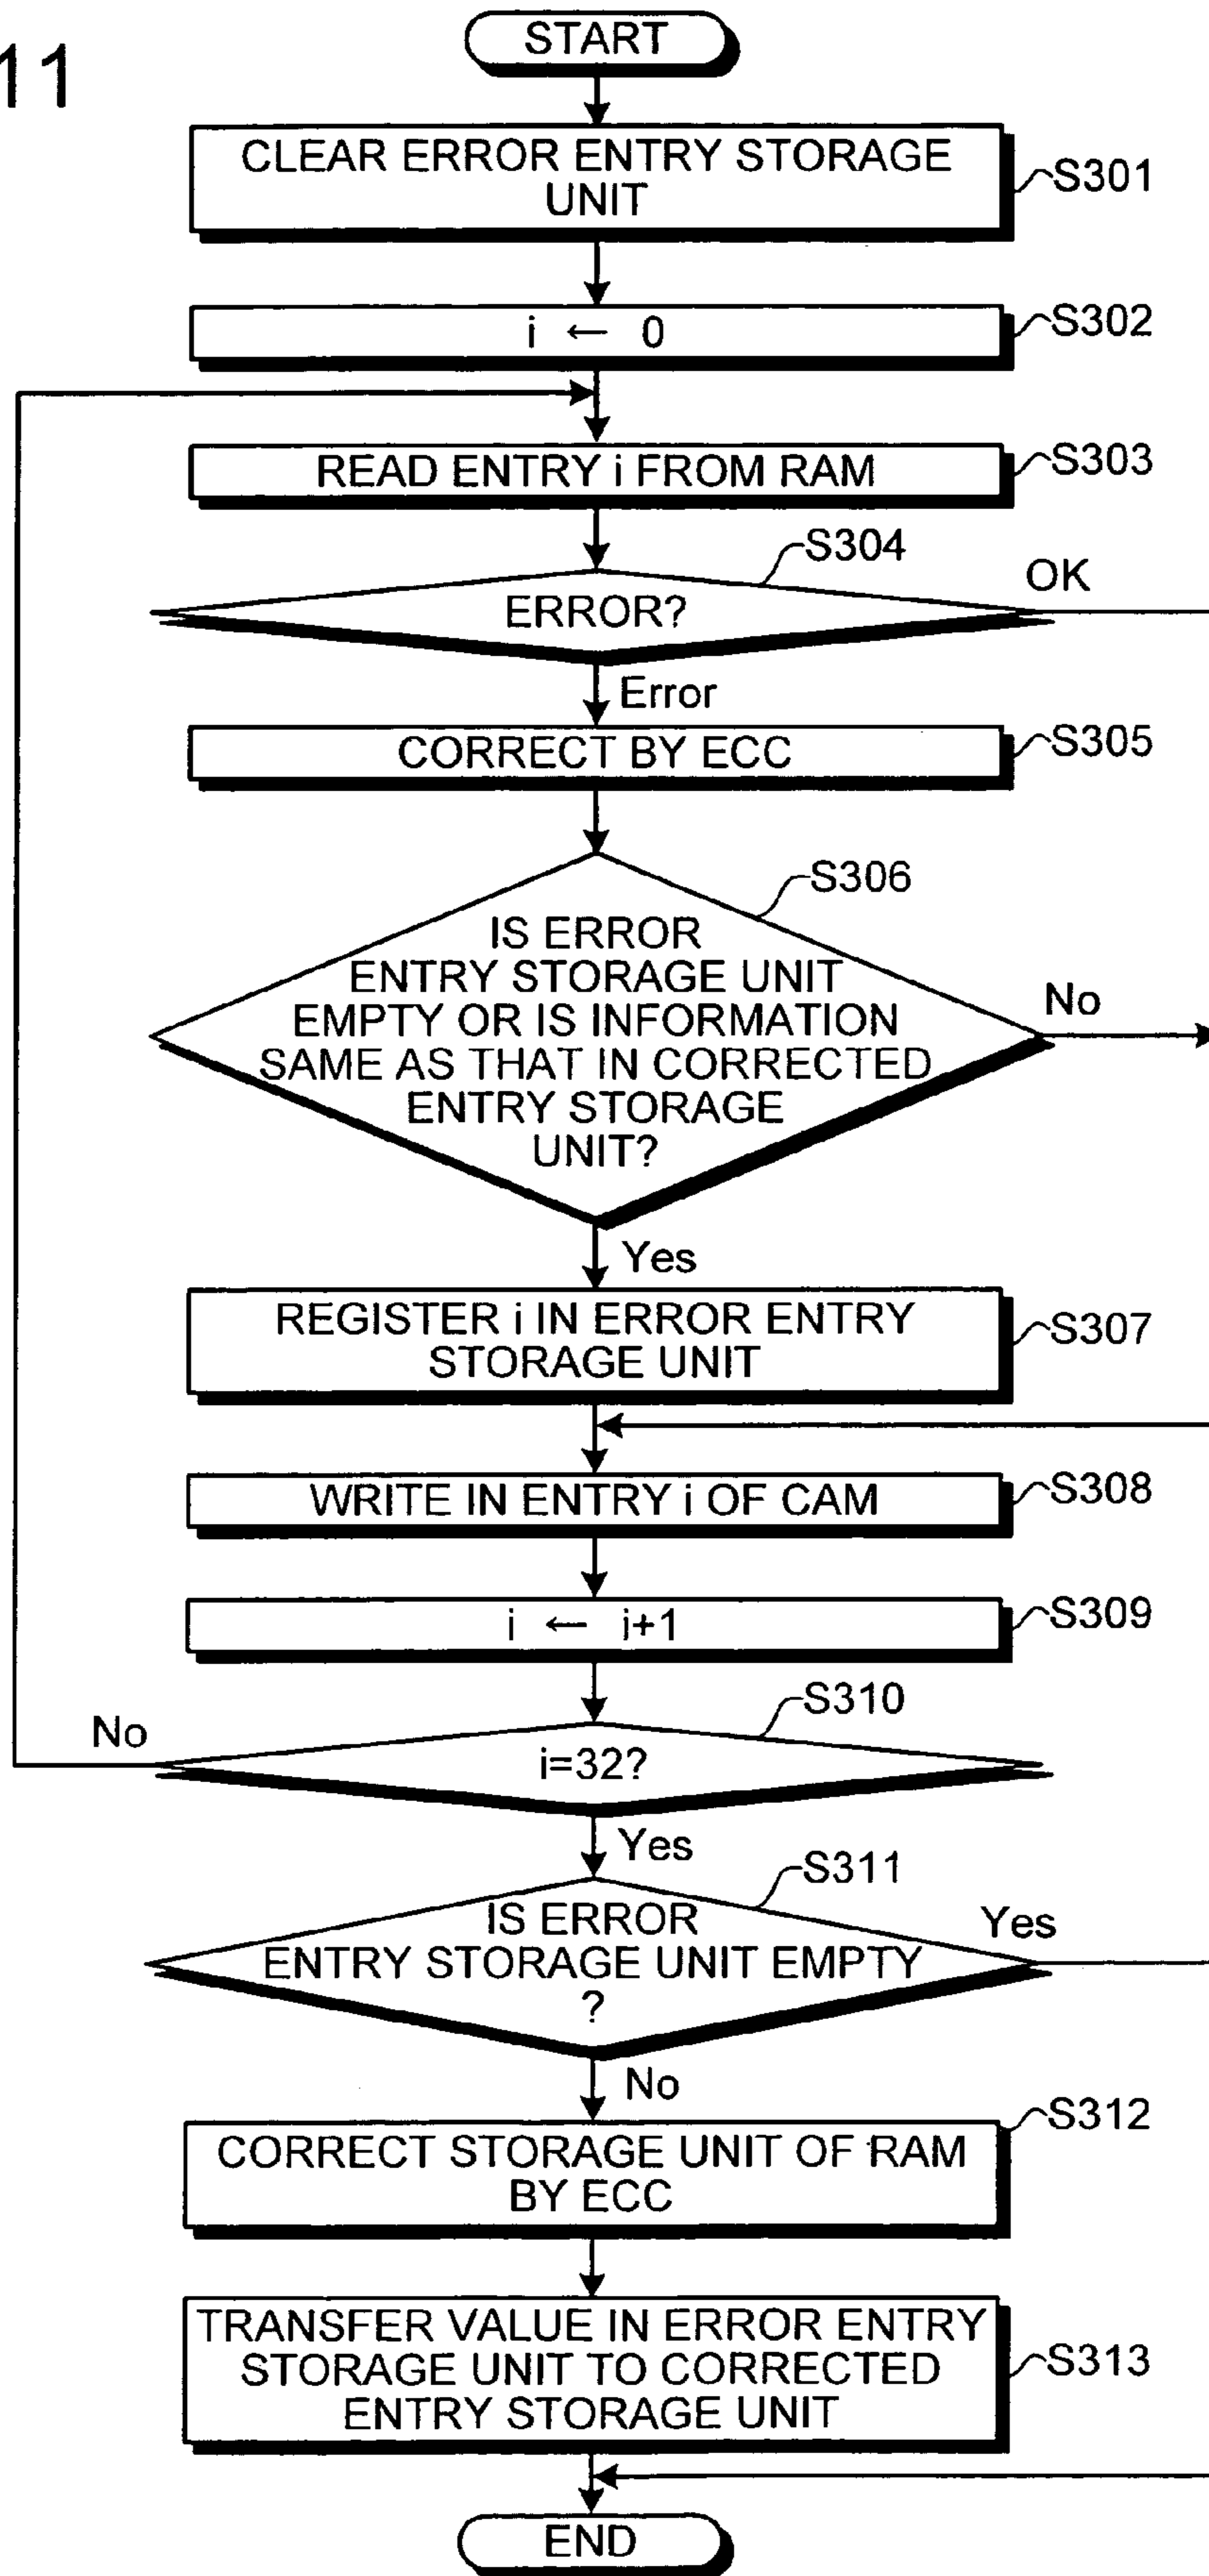 11
START
CLEAR ERROR ENTRY STORAGE
UNIT
S301
i ← 0
S302
READ ENTRY i FROM RAM
S303
S304
ERROR?
OK
Error
CORRECT BY ECC
S305
S306
IS ERROR
ENTRY STORAGE UNIT
EMPTY OR IS INFORMATION
SAME AS THAT IN CORRECTED
ENTRY STORAGE
UNIT?
No
Yes
REGISTER i IN ERROR ENTRY
STORAGE UNIT
S307
WRITE IN ENTRY i OF CAM
S308
i ← i+1
S309
S310
No
i=32?
Yes
S311
IS ERROR
ENTRY STORAGE UNIT EMPTY
?
Yes
No
CORRECT STORAGE UNIT OF RAM
BY ECC
S312
TRANSFER VALUE IN ERROR ENTRY
STORAGE UNIT TO CORRECTED
ENTRY STORAGE UNIT
S313
END